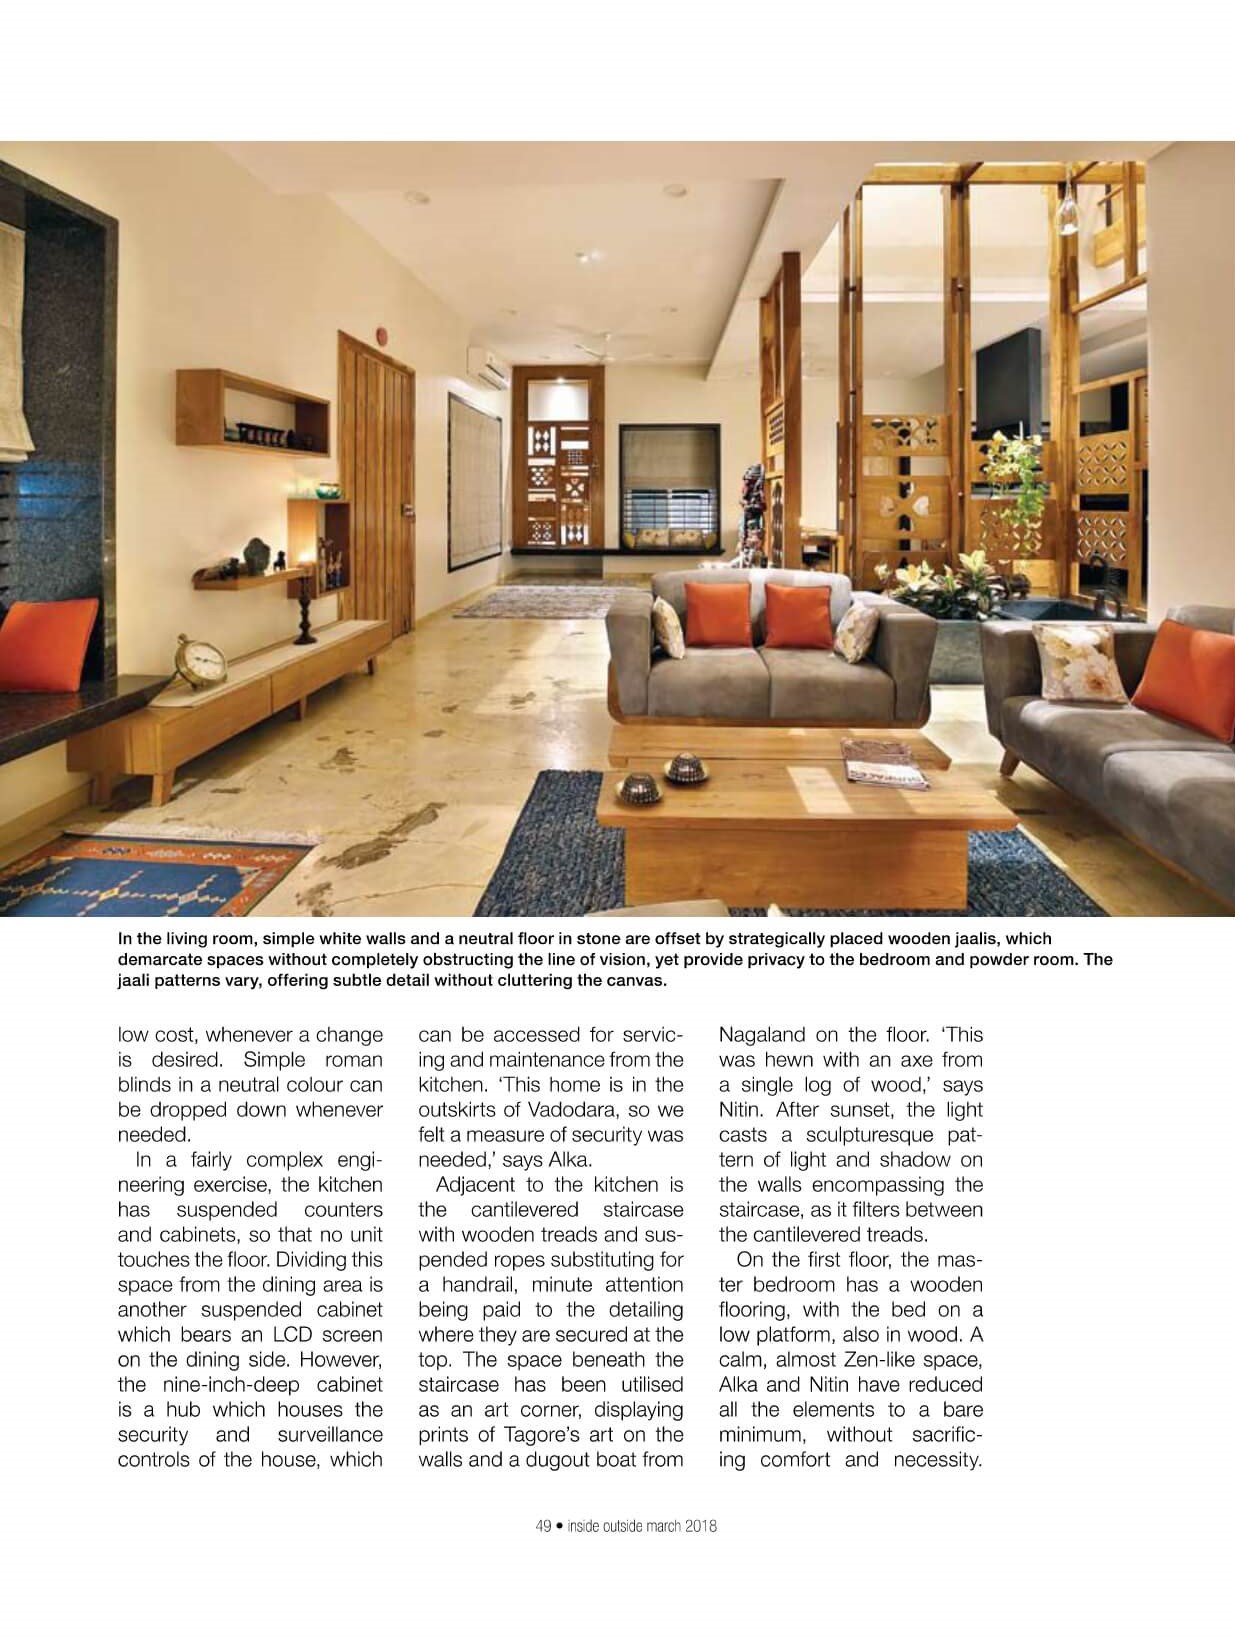 In the living room, simple white walls and a neutral floor in stone are offset by strategically placed wooden jaalis, which
demarcate spaces without completely obstructing the line of vision, yet provide privacy to the bedroom and powder room. The
jaali patterns vary, offering subtle detail without cluttering the canvas.
low cost, whenever a change
is desired. Simple roman
blinds in a neutral colour can
be dropped down whenever
needed.
In a fairly complex engi-
neering exercise, the kitchen
has suspended counters
and cabinets, so that no unit
touches the floor. Dividing this
space from the dining area is
another suspended cabinet
which bears an LCD screen
on the dining side. However,
the nine-inch-deep cabinet
is a hub which houses the
security and surveillance
controls of the house, which
can be accessed for servic-
ing and maintenance from the
kitchen. ‘This home is in the
outskirts of Vadodara, so we
felt a measure of security was
needed,’ says Alka.
Adjacent to the kitchen is
the cantilevered staircase
with wooden treads and sus-
pended ropes substituting for
a handrail, minute attention
being paid to the detailing
where they are secured at the
top. The space beneath the
staircase has been utilised
as an art corner, displaying
prints of Tagore’s art on the
walls and a dugout boat from
Nagaland on the floor. ‘This
was hewn with an axe from
a single log of wood,’ says
Nitin. After sunset, the light
casts a sculpturesque pat-
tern of light and shadow on
the walls encompassing the
staircase, as it filters between
the cantilevered treads.
On the first floor, the mas-
ter bedroom has a wooden
flooring, with the bed on a
low platform, also in wood. A
calm, almost Zen-like space,
Alka and Nitin have reduced
all the elements to a bare
minimum, without sacrific-
ing comfort and necessity.
49 • inside outside march 2018